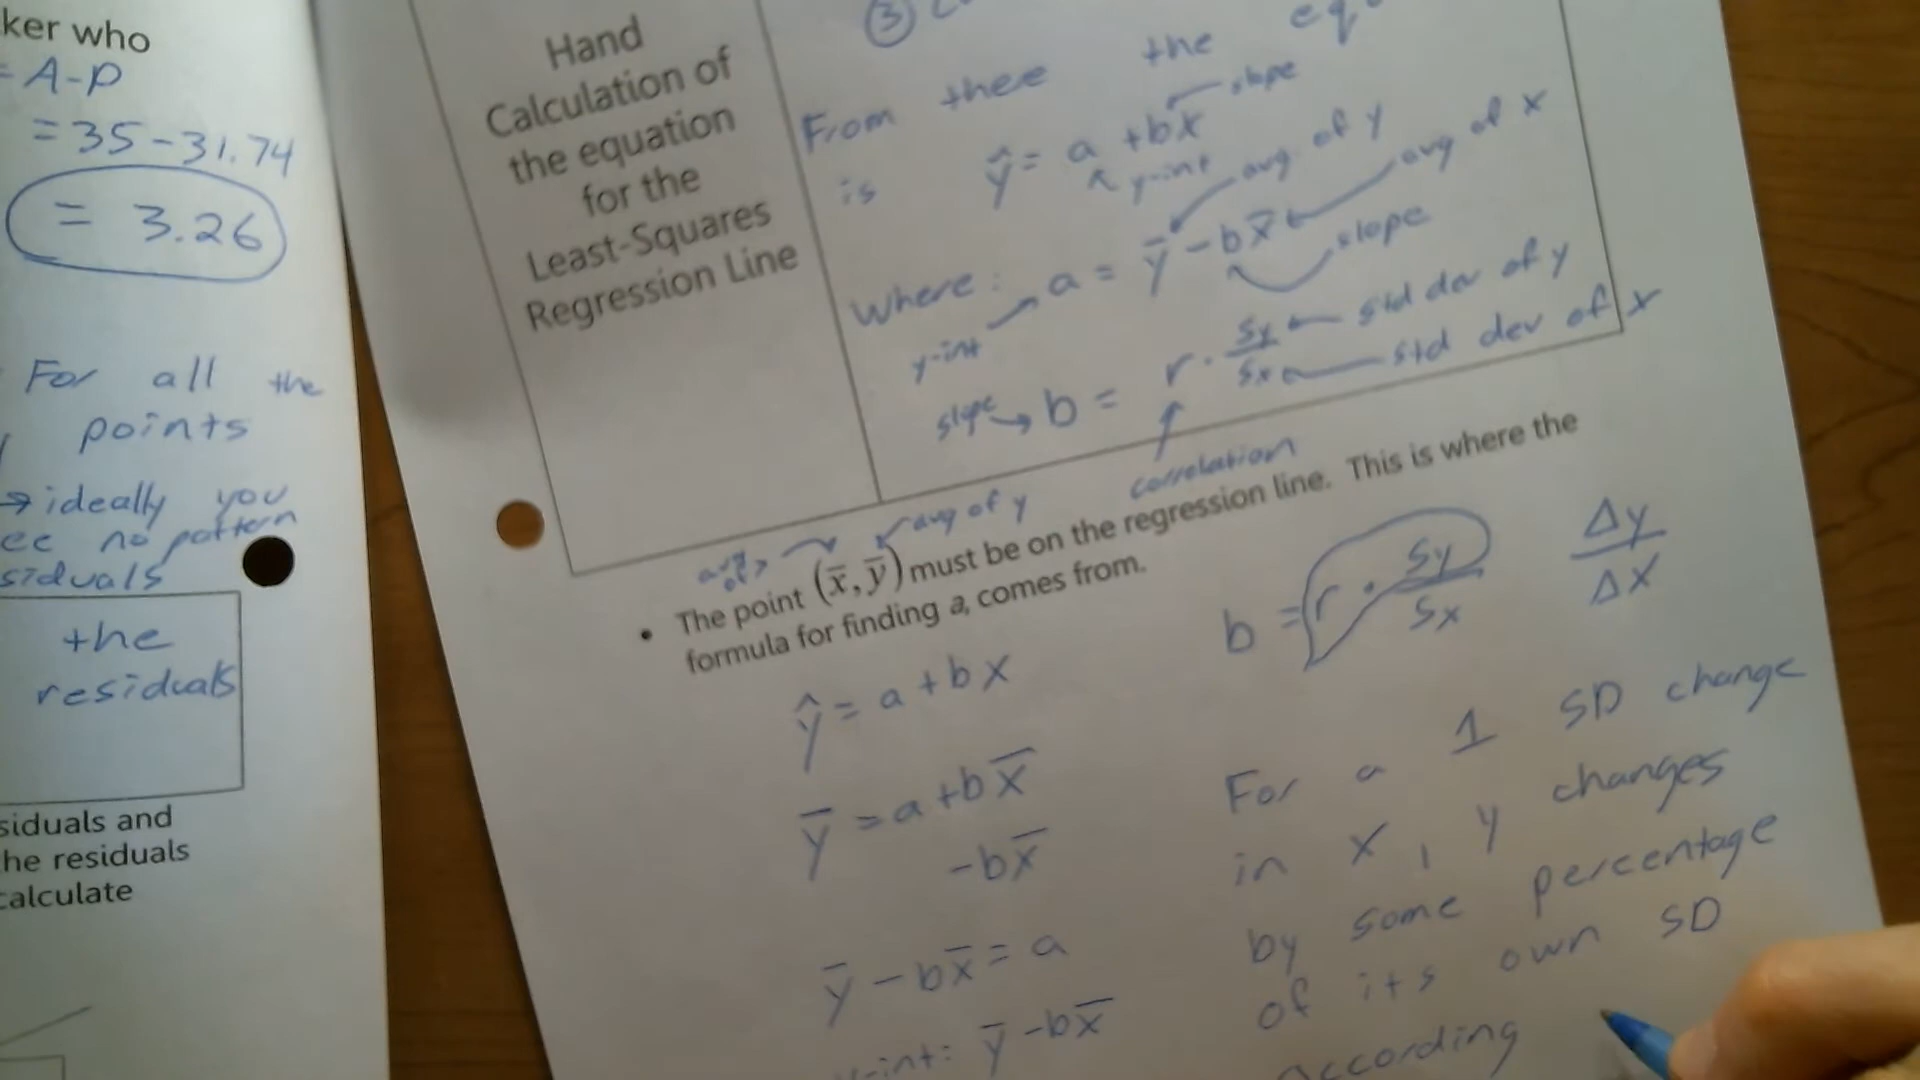 ker who
= A-P
= 35 - 31.74
= 3.26
For all the
points
→ ideally you
ee no pattern
siduals
the
residuals
siduals and
he residuals
calculate
Hand
Calculation of
the equation
for the
Least-Squares
Regression Line
③
From these the eq
is ŷ = a + bx
slope
y-int
avg of y
avg of x
Where: a = ȳ - bx̄
slope
y-int
slope → b = r · sy/sx
std dev of y
std dev of x
correlation
avg of x
avg of y
• The point (x̄, ȳ) must be on the regression line. This is where the
formula for finding a, comes from.
ŷ = a + bx
ȳ = a + bx̄
-bx̄
ȳ - bx̄ = a
-int: ȳ - bx̄
b = r · sy/sx
Δy/Δx
For a 1 SD change
in x, y changes
by some percentage
of its own SD
According